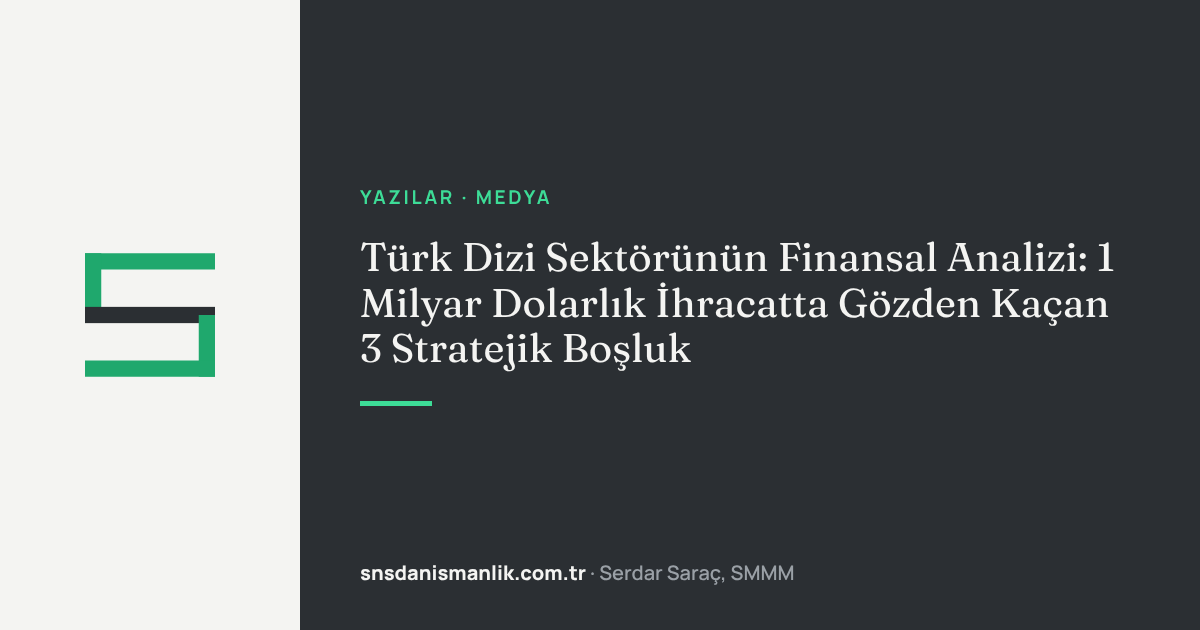 YAZILAR · MEDYA
Türk Dizi Sektörünün Finansal Analizi: 1
Milyar Dolarlık İhracatta Gözden Kaçan
3 Stratejik Boşluk
snsdanismanlik.com.tr · Serdar Saraç, SMMM